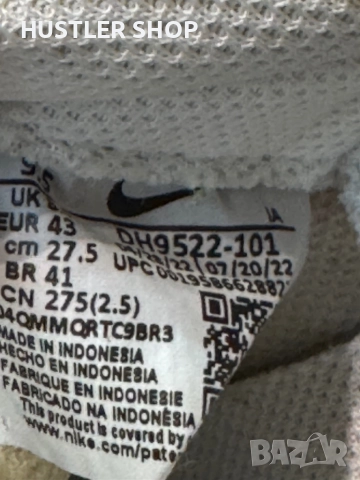 HUSTLER SHOP
9.5
UK
EUR 43
cm 27.5
BR 41
CN 275(2.5)
IA
DH9522-101
07/20/22
UPC
MADE IN INDONESIA
HECHO EN INDONESIA
FABRIQUE EN INDONESIE
FABRICADO NA INDONÉSIA
This product is covered by
www.nike.com/pate
BAZAR